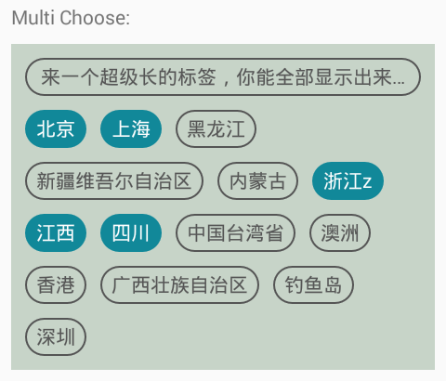 Multi Choose:
来一个超级长的标签，你能全部显示出来...
北京 上海 黑龙江
新疆维吾尔自治区 内蒙古 浙江z
江西 四川 中国台湾省 澳洲
香港 广西壮族自治区 钓鱼岛
深圳